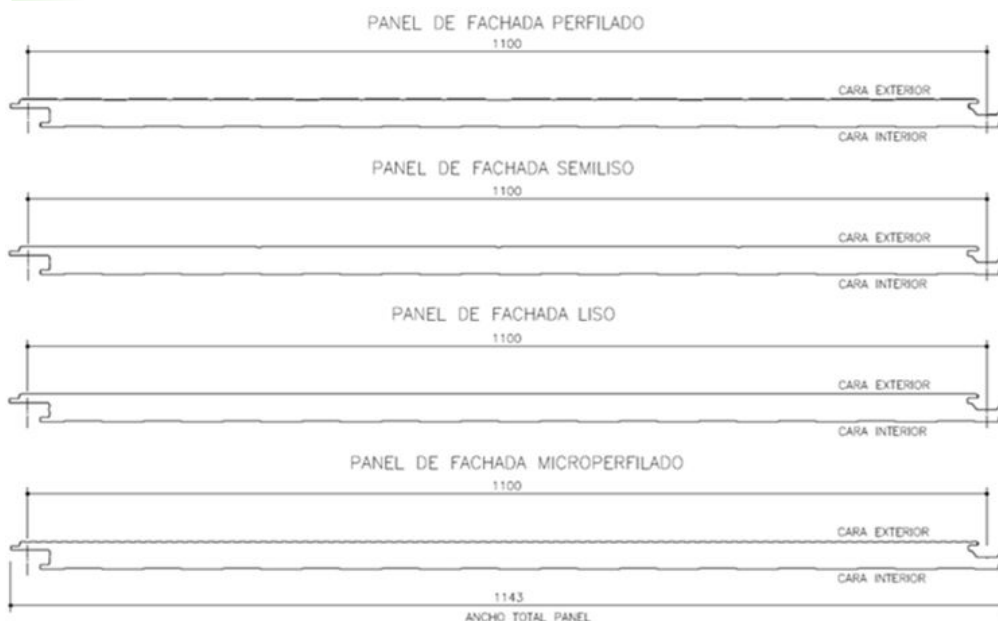 PANEL DE FACHADA PERFILADO
1100
CARA EXTERIOR
CARA INTERIOR
PANEL DE FACHADA SEMILISO
1100
CARA EXTERIOR
CARA INTERIOR
PANEL DE FACHADA LISO
1100
CARA EXTERIOR
CARA INTERIOR
PANEL DE FACHADA MICROPERFILADO
1100
CARA EXTERIOR
CARA INTERIOR
1143
ANCHO TOTAL PANEL